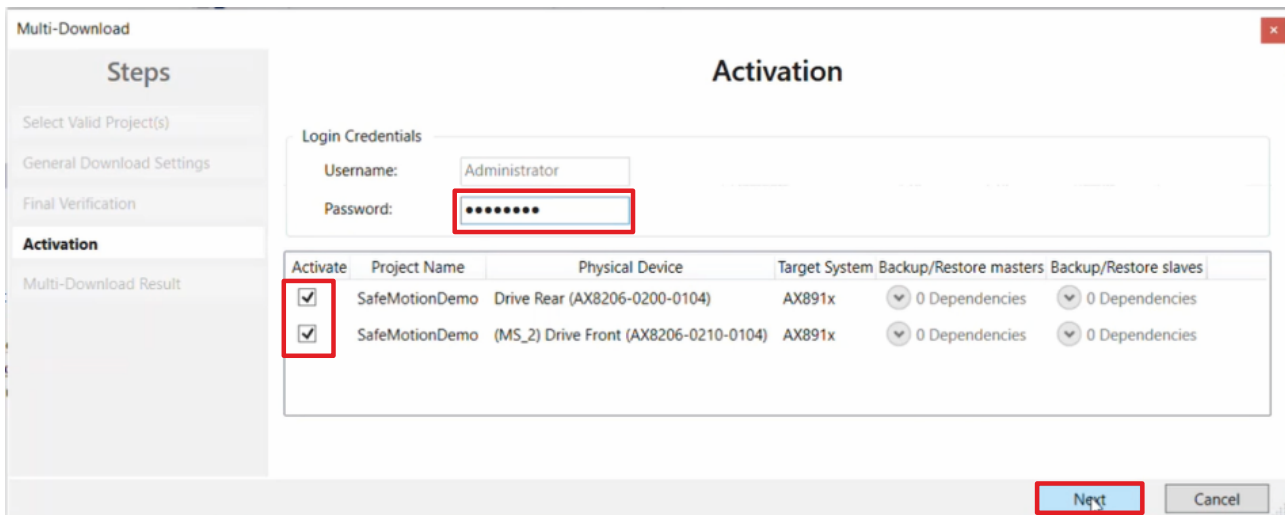 Multi-Download
Steps
Select Valid Project(s)
General Download Settings
Final Verification
Activation
Multi-Download Result
Activation
Login Credentials
Username: Administrator
Password: ●●●●●●●●
Activate Project Name Physical Device Target System Backup/Restore masters Backup/Restore slaves
SafeMotionDemo Drive Rear (AX8206-0200-0104) AX891x 0 Dependencies 0 Dependencies
SafeMotionDemo (MS_2) Drive Front (AX8206-0210-0104) AX891x 0 Dependencies 0 Dependencies
Next Cancel